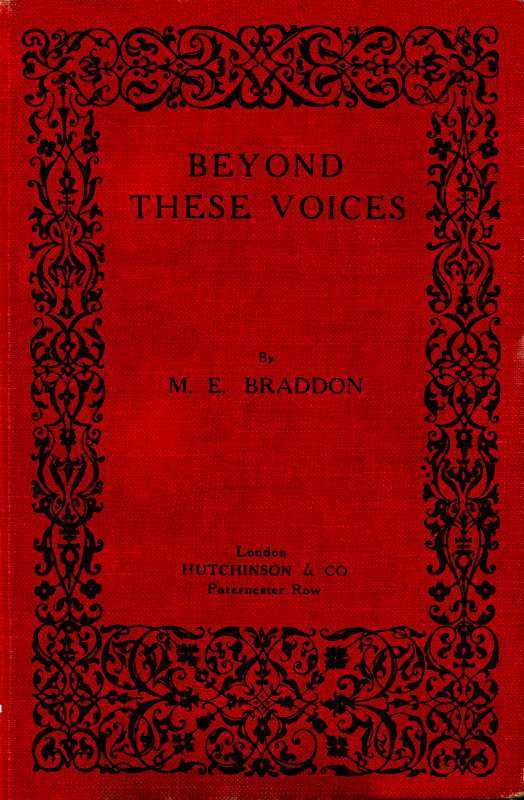 BEYOND
THESE VOICES
By
M. E. BRADDON
London
HUTCHINSON & CO
Paternoster Row